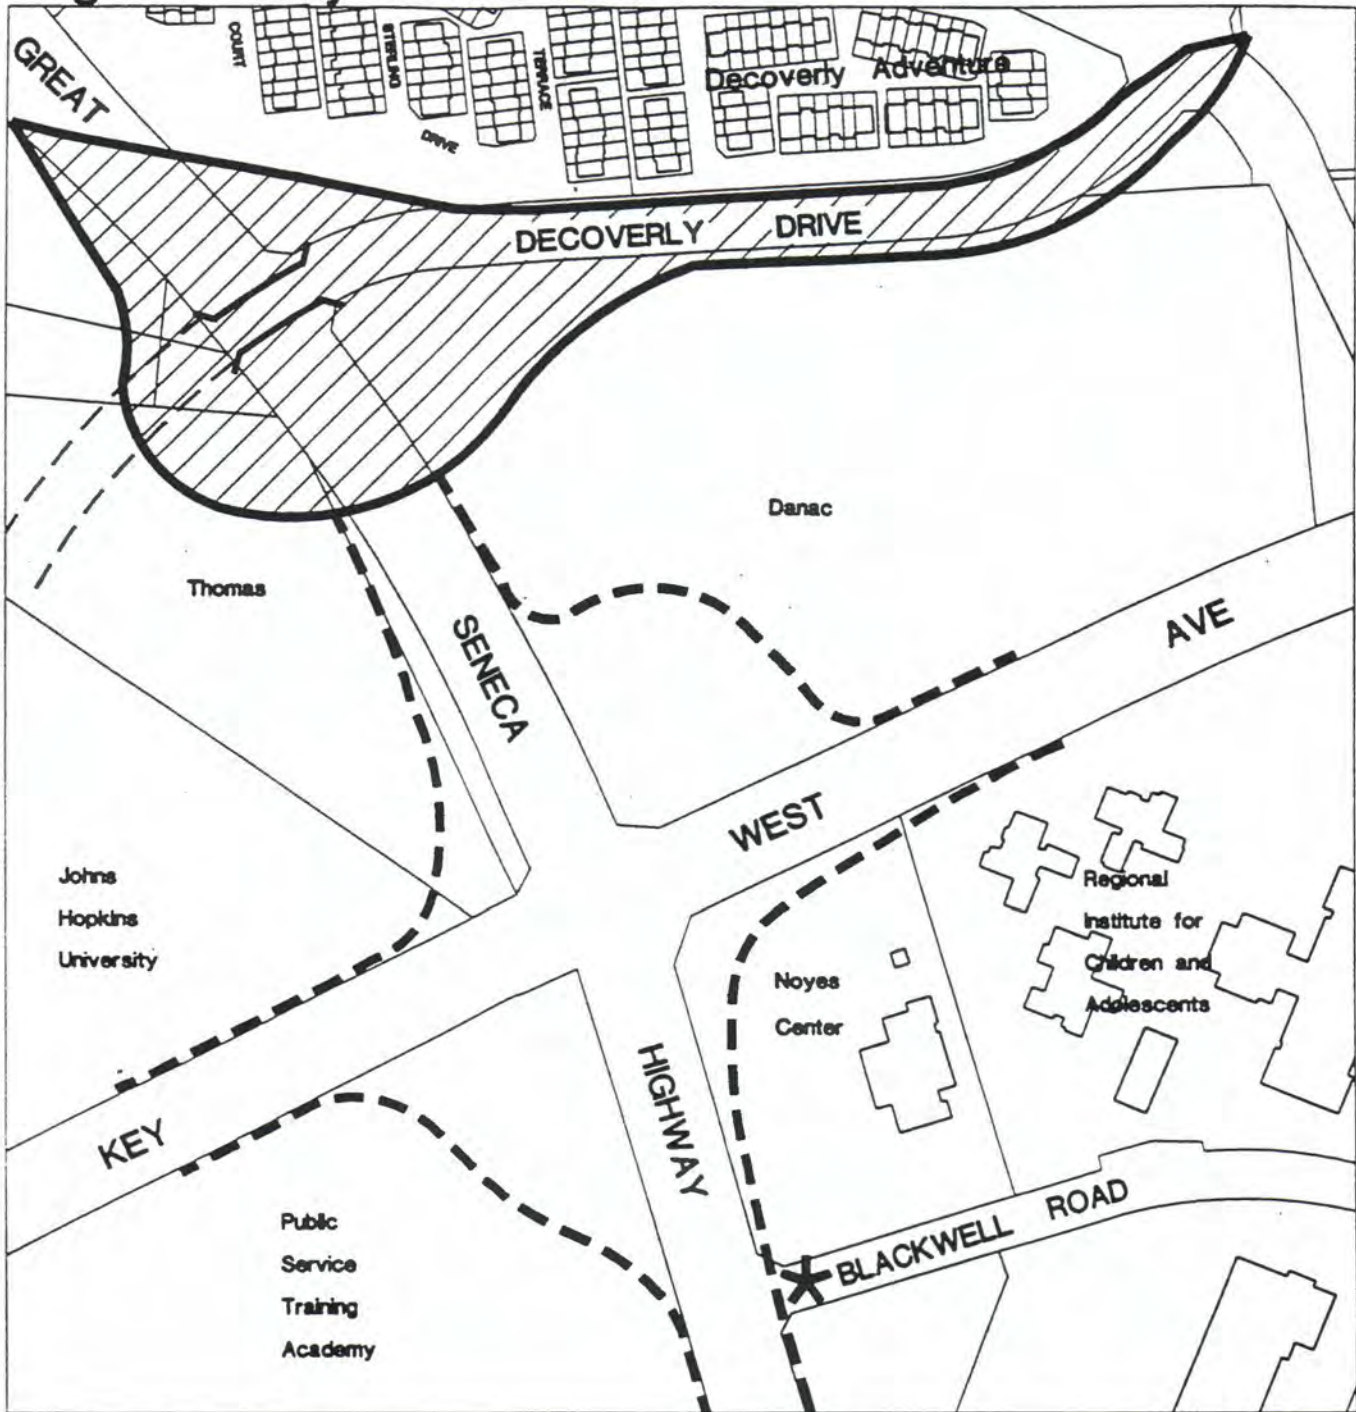 GREAT
COURT
STERLING
DRIVE
TERRACE
Decoverly Adventure
DECOVERLY DRIVE
Danac
Thomas
SENECA
AVE
WEST
Johns
Hopkins
University
Regional
Institute for
Children and
Adolescents
Noyes
Center
HIGHWAY
KEY
BLACKWELL ROAD
Public
Service
Training
Academy